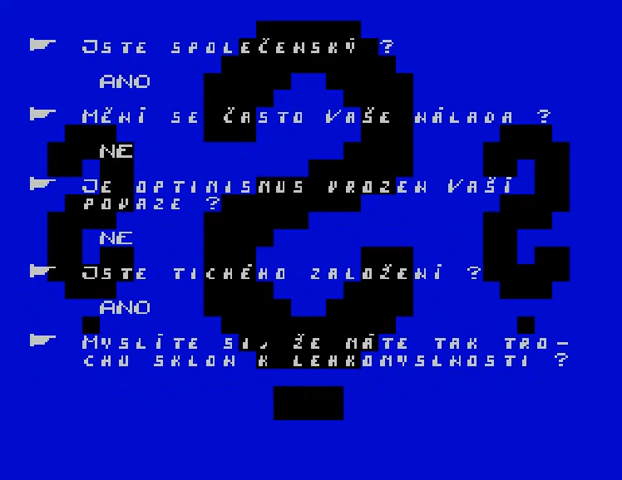 JSTE SPOLEČENSKÝ ?
ANO
MĚNÍ SE ČASTO VAŠE NÁLADA ?
NE
JE OPTIMISMUS VROZEN VAŠÍ
POVAZE ?
NE
JSTE TICHÉHO ZALOŽENÍ ?
ANO
MYSLÍTE SI, ŽE MÁTE TAK TRO-
CHU SKLON K LEHKOMYSLNOSTI ?